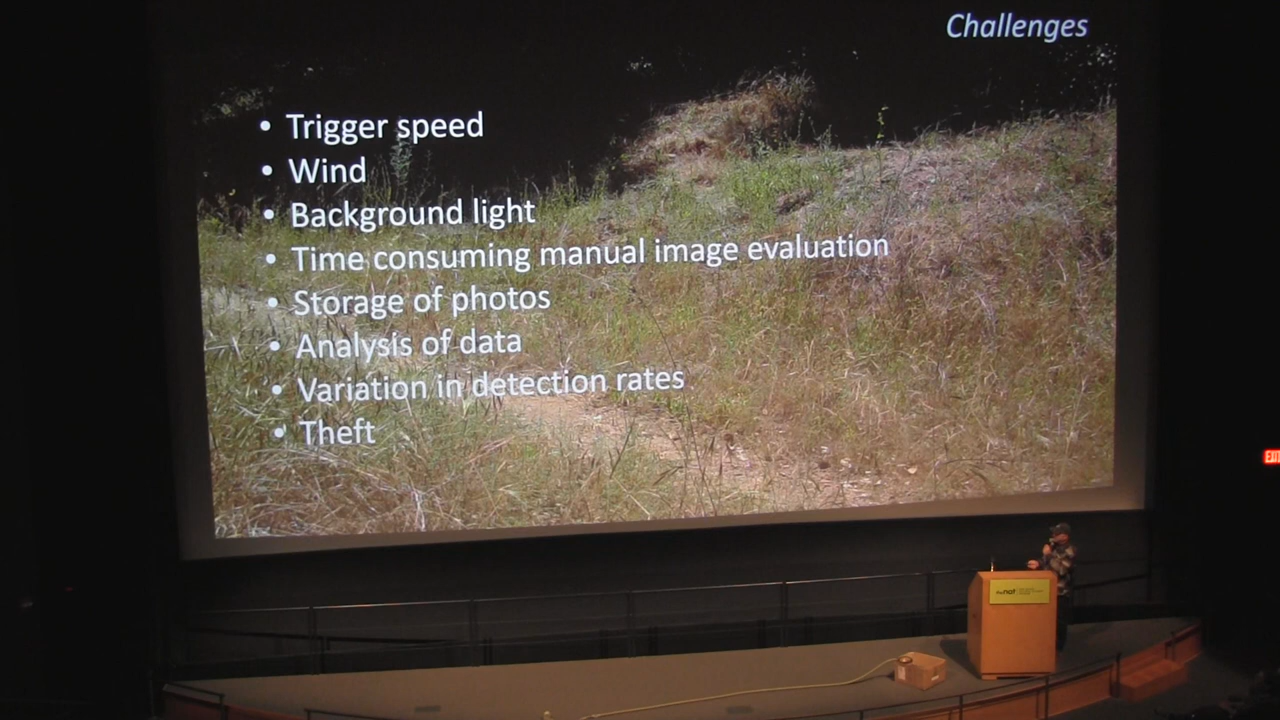 Challenges
• Trigger speed
• Wind
• Background light
• Time consuming manual image evaluation
• Storage of photos
• Analysis of data
• Variation in detection rates
• Theft
thenat